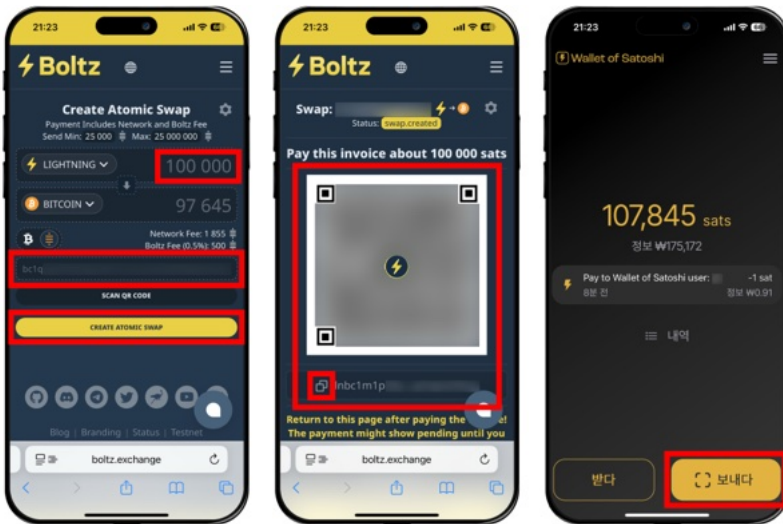 21:23
Boltz
Create Atomic Swap
Payment Includes Network and Boltz Fee
Send Min: 25 000 Max: 25 000 000
LIGHTNING
100 000
BITCOIN
97 645
Network Fee: 1 855
Boltz Fee (0.5%): 500
bc1q
SCAN QR CODE
CREATE ATOMIC SWAP
Blog | Branding | Status | Testnet
boltz.exchange
21:23
Boltz
Swap:
Status: swap.created
Pay this invoice about 100 000 sats
lnbc1m1p
Return to this page after paying the
The payment might show pending until you
boltz.exchange
21:23
Wallet of Satoshi
107,845 sats
정보 ₩175,172
Pay to Wallet of Satoshi user: -1 sat
8분 전 정보 ₩0.91
내역
받다
보내다